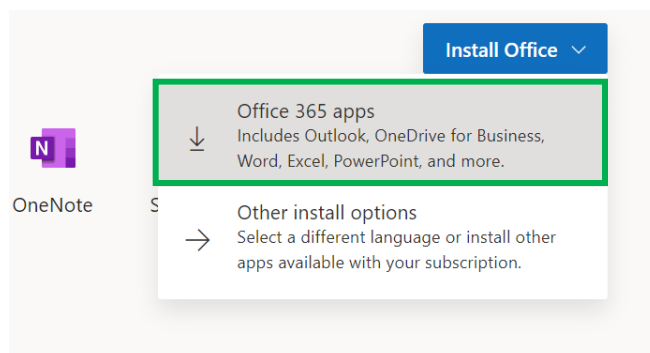 Install Office
Office 365 apps
Includes Outlook, OneDrive for Business,
Word, Excel, PowerPoint, and more.
N
OneNote
S
Other install options
Select a different language or install other
apps available with your subscription.